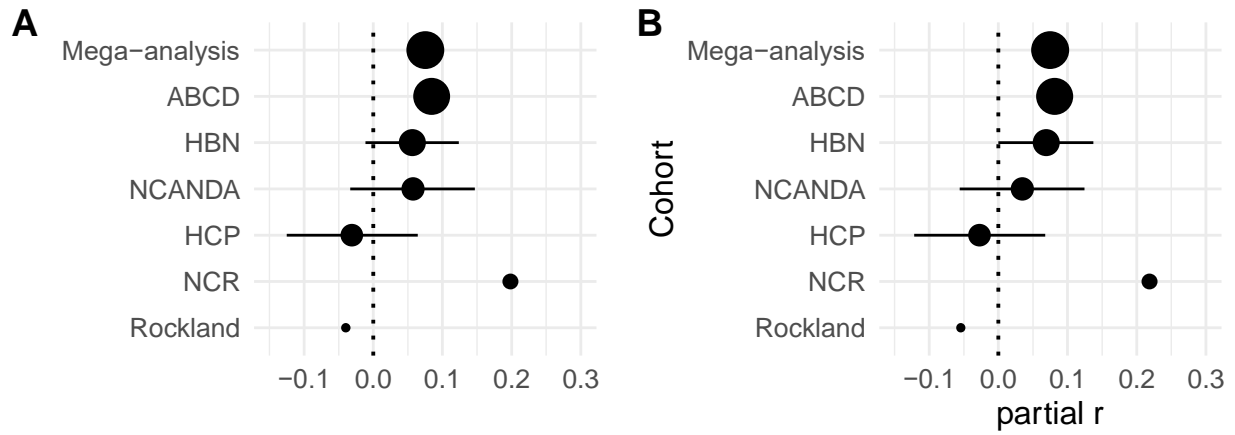 A
Mega−analysis
ABCD
HBN
NCANDA
HCP
NCR
Rockland
−0.1 0.0 0.1 0.2 0.3
B
Cohort
Mega−analysis
ABCD
HBN
NCANDA
HCP
NCR
Rockland
−0.1 0.0 0.1 0.2 0.3
partial r